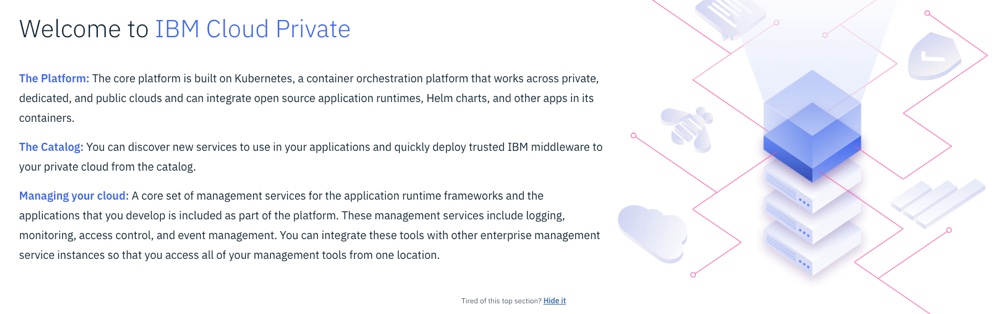 Welcome to IBM Cloud Private
The Platform: The core platform is built on Kubernetes, a container orchestration platform that works across private,
dedicated, and public clouds and can integrate open source application runtimes, Helm charts, and other apps in its
containers.
The Catalog: You can discover new services to use in your applications and quickly deploy trusted IBM middleware to
your private cloud from the catalog.
Managing your cloud: A core set of management services for the application runtime frameworks and the
applications that you develop is included as part of the platform. These management services include logging,
monitoring, access control, and event management. You can integrate these tools with other enterprise management
service instances so that you access all of your management tools from one location.
Tired of this top section? Hide it